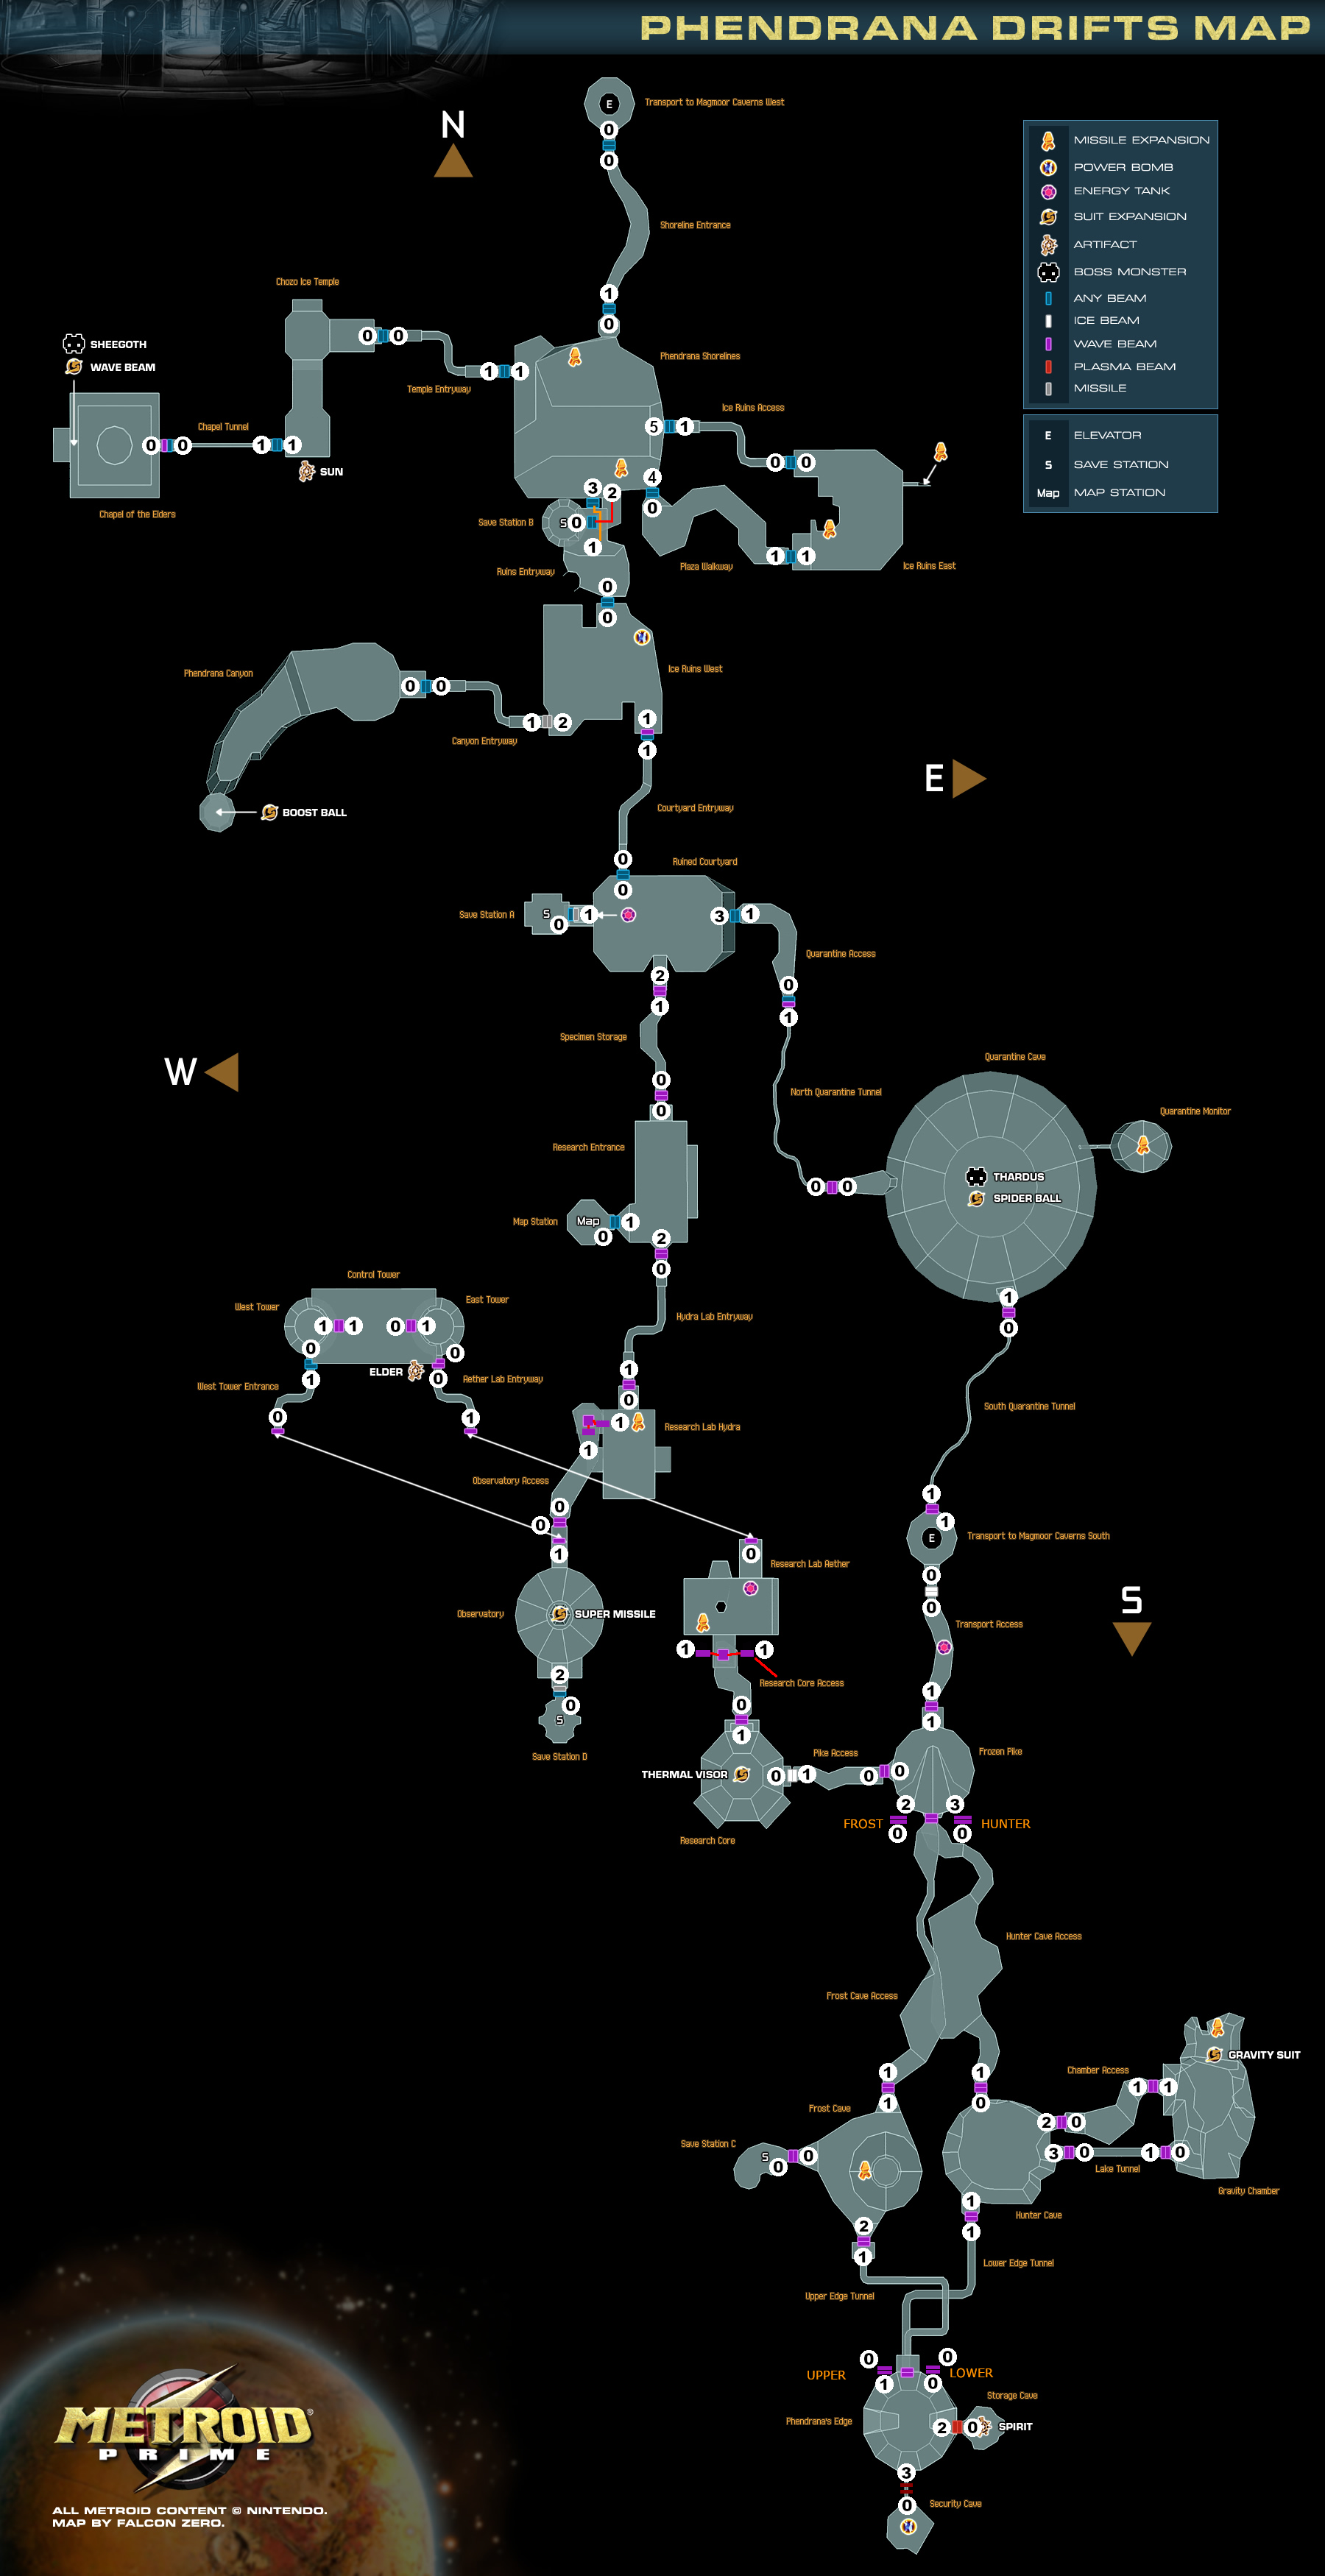 PHENDRANA DRIFTS MAP
E
Transport to Magmoor Caverns West
0
0
N
MISSILE EXPANSION
POWER BOMB
ENERGY TANK
SUIT EXPANSION
ARTIFACT
BOSS MONSTER
ANY BEAM
ICE BEAM
WAVE BEAM
PLASMA BEAM
MISSILE
E ELEVATOR
S SAVE STATION
Map MAP STATION
Shoreline Entrance
Chozo Ice Temple
1
0
0 0
SHEEGOTH
WAVE BEAM
Phendrana Shorelines
1 1
Temple Entryway
Ice Ruins Access
Chapel Tunnel
5 1
0 0
1 1
0 0
SUN
Chapel of the Elders
3 2
4
0
Save Station B
S 0
1
1 1
Plaza Walkway
Ice Ruins East
Ruins Entryway
0
0
Ice Ruins West
Phendrana Canyon
0 0
1 2
1
Canyon Entryway
1
E
BOOST BALL
Courtyard Entryway
0
Ruined Courtyard
0
Save Station A
S
0
1
3 1
Quarantine Access
2
0
1
1
Specimen Storage
W
Quarantine Cave
0
North Quarantine Tunnel
0
Quarantine Monitor
Research Entrance
THARDUS
0 0
SPIDER BALL
Map Station
Map
0
1
2
0
Control Tower
1
West Tower
East Tower
Hydra Lab Entryway
1 1
0 1
0
0
0
1
ELDER
0
1
West Tower Entrance
Aether Lab Entryway
0
South Quarantine Tunnel
0
1
1
Research Lab Hydra
1
Observatory Access
1
0
0
1
1
E
Transport to Magmoor Caverns South
Research Lab Aether
0
1
0
0
Observatory
SUPER MISSILE
S
Transport Access
1 1
2
Research Core Access
0
S
0
1
1
1
Save Station D
Pike Access
Frozen Pike
THERMAL VISOR
0 1
0 0
2 3
FROST
HUNTER
0 0
Research Core
Hunter Cave Access
Frost Cave Access
GRAVITY SUIT
1
1
Chamber Access
1 1
1
0
Frost Cave
2 0
Save Station C
S
0
0
3 0
1 0
Lake Tunnel
Gravity Chamber
1
Hunter Cave
2
1
1
Lower Edge Tunnel
Upper Edge Tunnel
0
0
UPPER
LOWER
1
0
Storage Cave
Phendrana's Edge
2 0
SPIRIT
3
0
Security Cave
METROID®
PRIME
ALL METROID CONTENT © NINTENDO.
MAP BY FALCON ZERO.